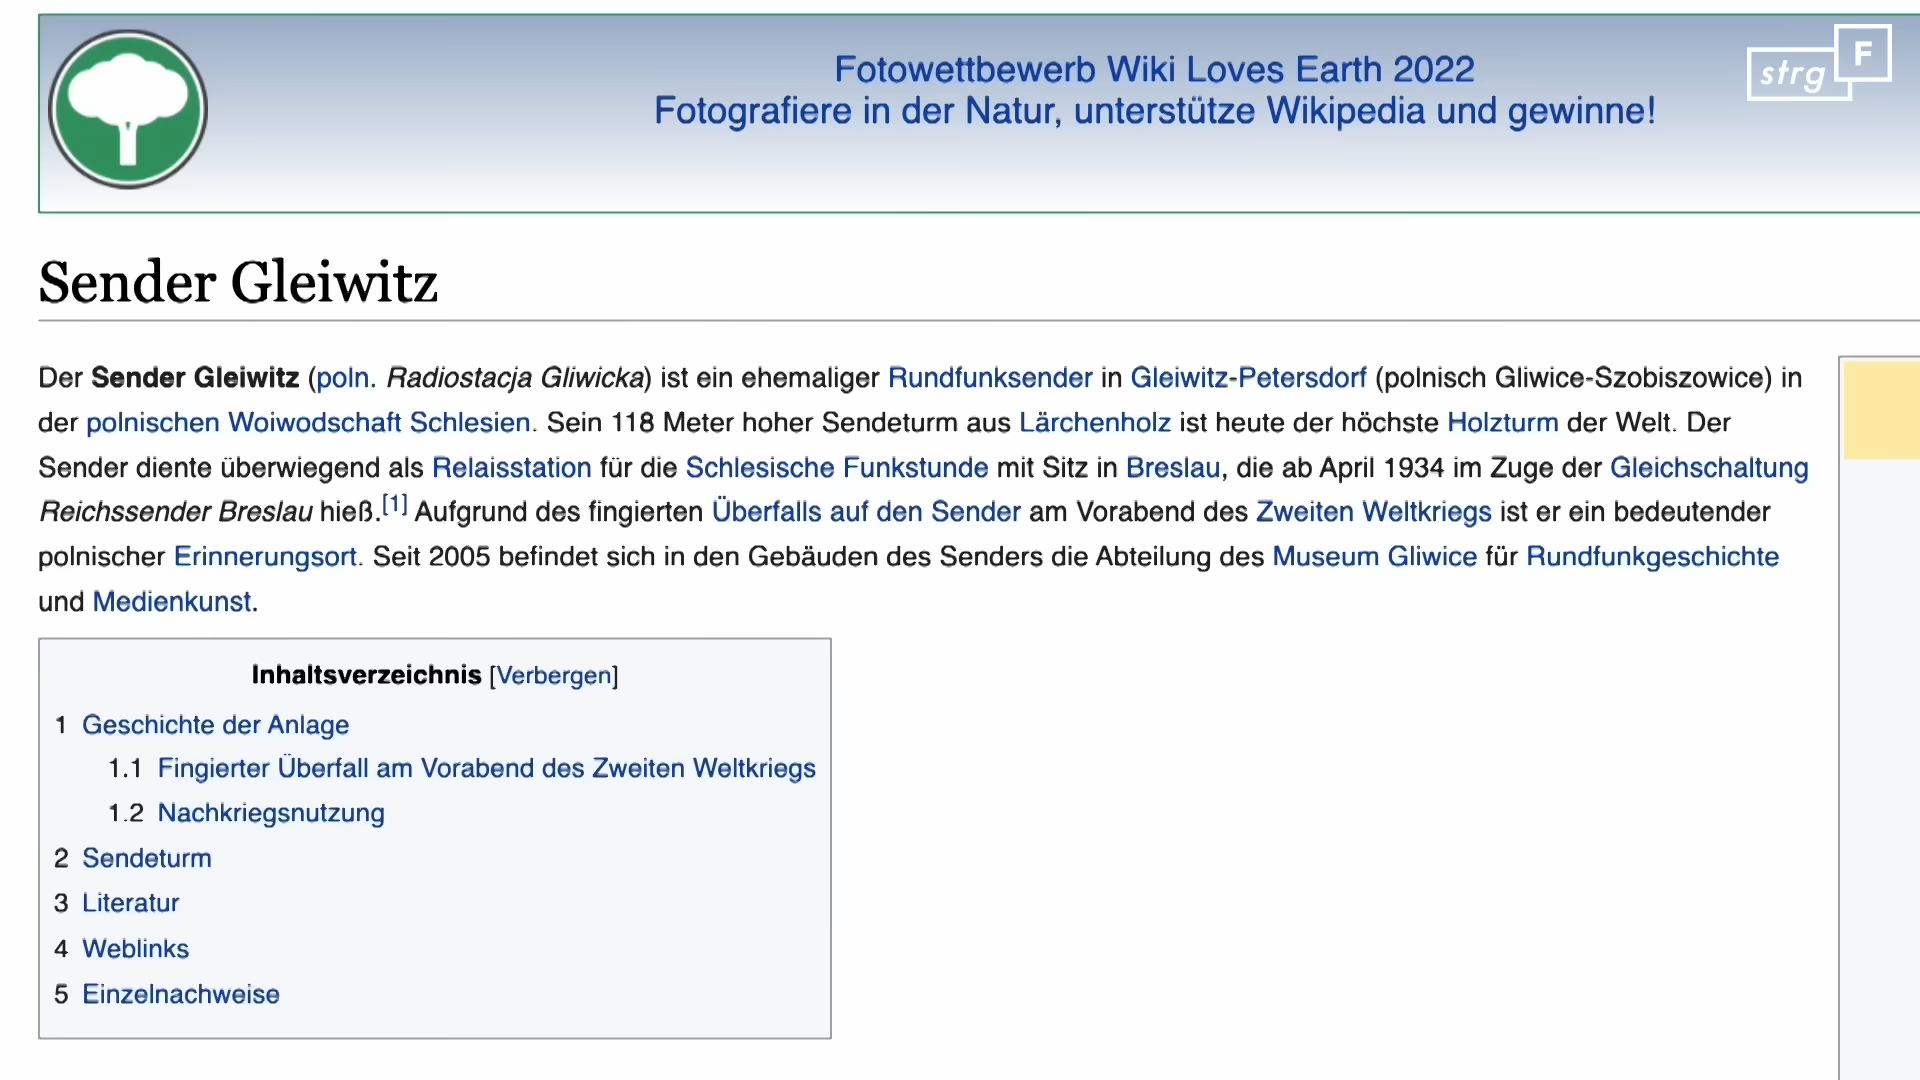 Fotowettbewerb Wiki Loves Earth 2022
Fotografiere in der Natur, unterstütze Wikipedia und gewinne!
strg F
Sender Gleiwitz
Der Sender Gleiwitz (poln. Radiostacja Gliwicka) ist ein ehemaliger Rundfunksender in Gleiwitz-Petersdorf (polnisch Gliwice-Szobiszowice) in
der polnischen Woiwodschaft Schlesien. Sein 118 Meter hoher Sendeturm aus Lärchenholz ist heute der höchste Holzturm der Welt. Der
Sender diente überwiegend als Relaisstation für die Schlesische Funkstunde mit Sitz in Breslau, die ab April 1934 im Zuge der Gleichschaltung
Reichssender Breslau hieß.[1] Aufgrund des fingierten Überfalls auf den Sender am Vorabend des Zweiten Weltkriegs ist er ein bedeutender
polnischer Erinnerungsort. Seit 2005 befindet sich in den Gebäuden des Senders die Abteilung des Museum Gliwice für Rundfunkgeschichte
und Medienkunst.
Inhaltsverzeichnis [Verbergen]
1 Geschichte der Anlage
1.1 Fingierter Überfall am Vorabend des Zweiten Weltkriegs
1.2 Nachkriegsnutzung
2 Sendeturm
3 Literatur
4 Weblinks
5 Einzelnachweise